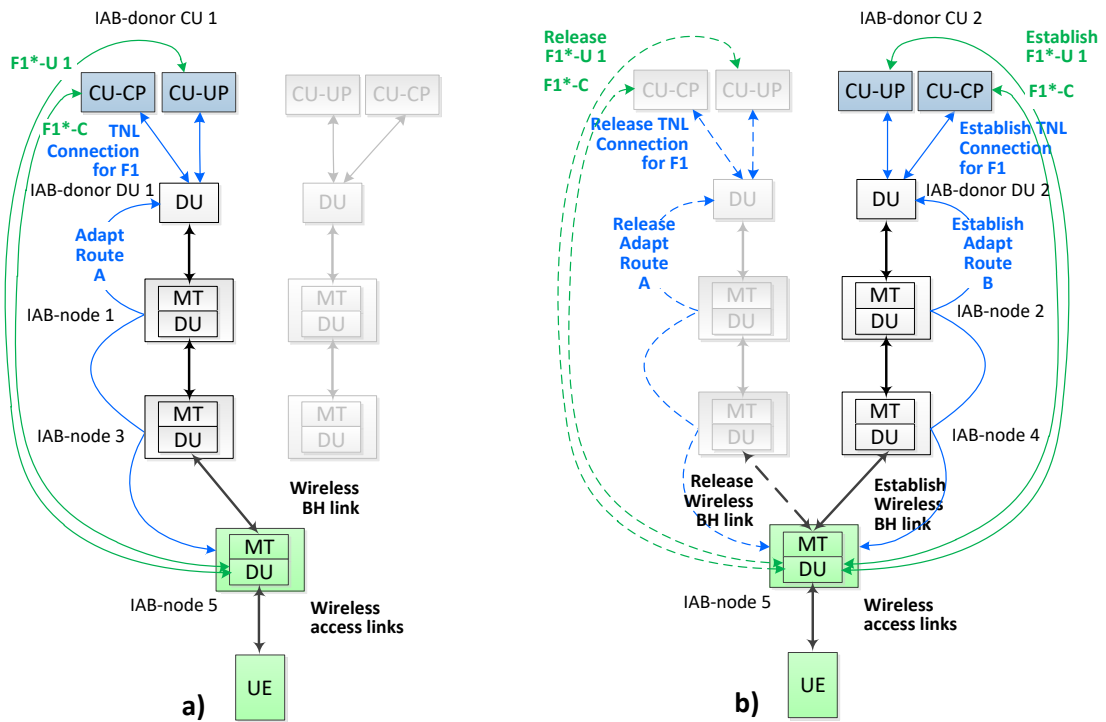 IAB-donor CU 1
F1*-U 1
CU-CP
CU-UP
CU-UP
CU-CP
F1*-C
TNL
Connection
for F1
IAB-donor DU 1
DU
DU
Adapt
Route
A
MT
DU
MT
DU
IAB-node 1
MT
DU
MT
DU
IAB-node 3
Wireless
BH link
MT
DU
IAB-node 5
Wireless
access links
UE
a)
IAB-donor CU 2
Release
F1*-U 1
Establish
F1*-U 1
F1*-C
CU-CP
CU-UP
CU-UP
CU-CP
F1*-C
Release TNL
Connection
for F1
Establish TNL
Connection
for F1
DU
DU
IAB-donor DU 2
Release
Adapt
Route
A
Establish
Adapt
Route
B
MT
DU
MT
DU
IAB-node 2
MT
DU
MT
DU
IAB-node 4
Release
Wireless
BH link
Establish
Wireless
BH link
MT
DU
IAB-node 5
Wireless
access links
UE
b)